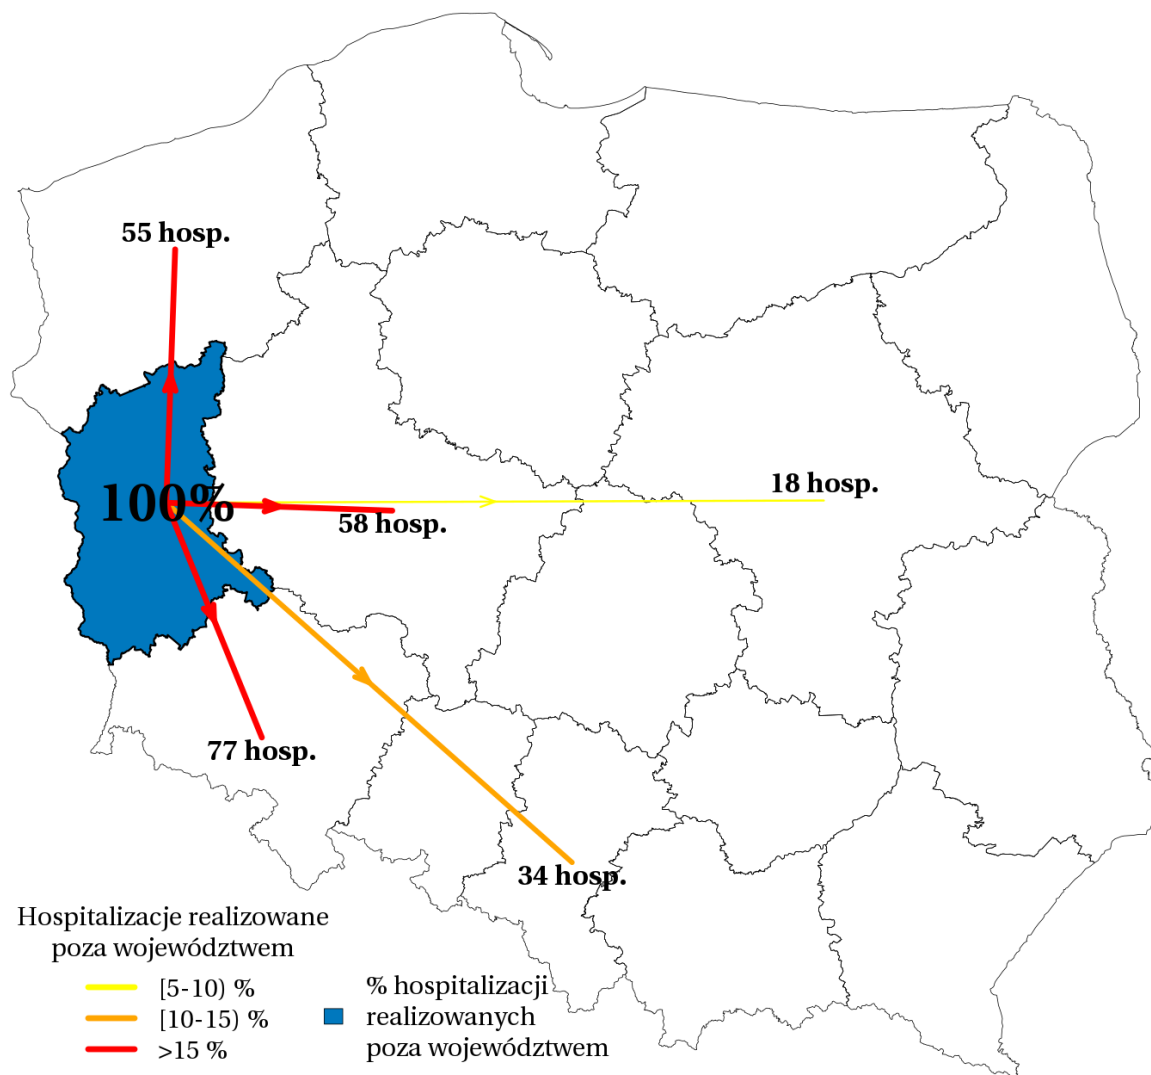 55 hosp.
100%
18 hosp.
58 hosp.
77 hosp.
34 hosp.
Hospitalizacje realizowane
poza województwem
[5-10) %
[10-15) %
>15 %
% hospitalizacji
realizowanych
poza województwem